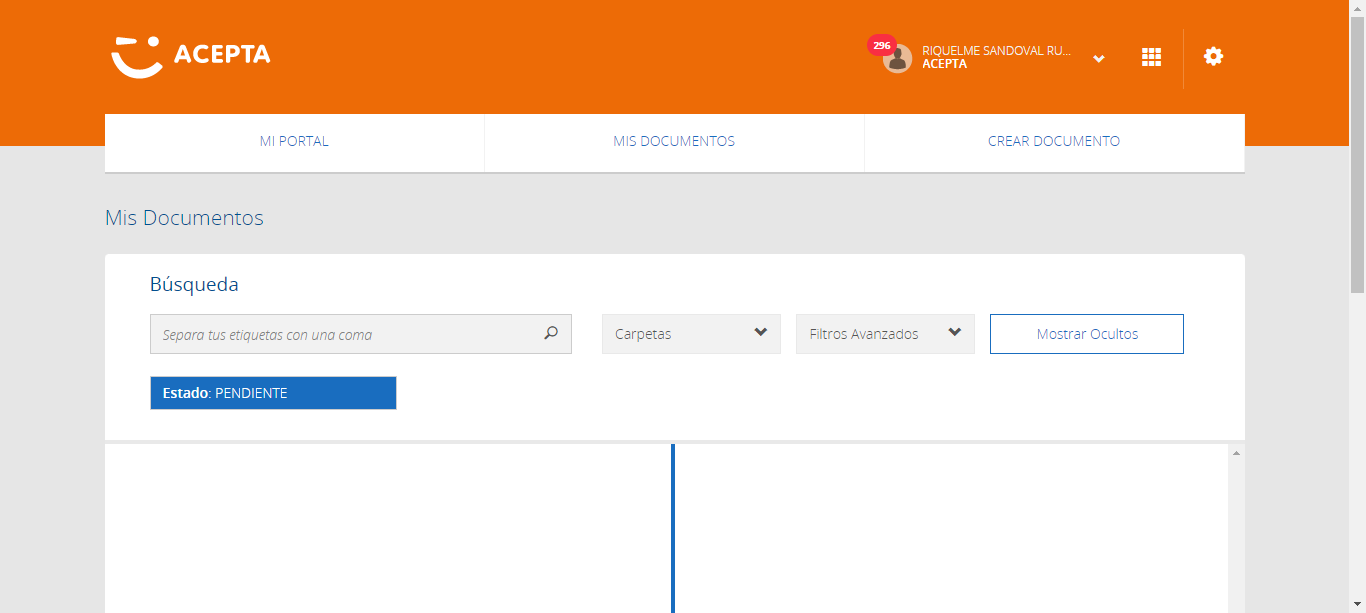 ACEPTA
296
RIQUELME SANDOVAL RU...
ACEPTA
MI PORTAL
MIS DOCUMENTOS
CREAR DOCUMENTO
Mis Documentos
Búsqueda
Separa tus etiquetas con una coma
Carpetas
Filtros Avanzados
Mostrar Ocultos
Estado: PENDIENTE